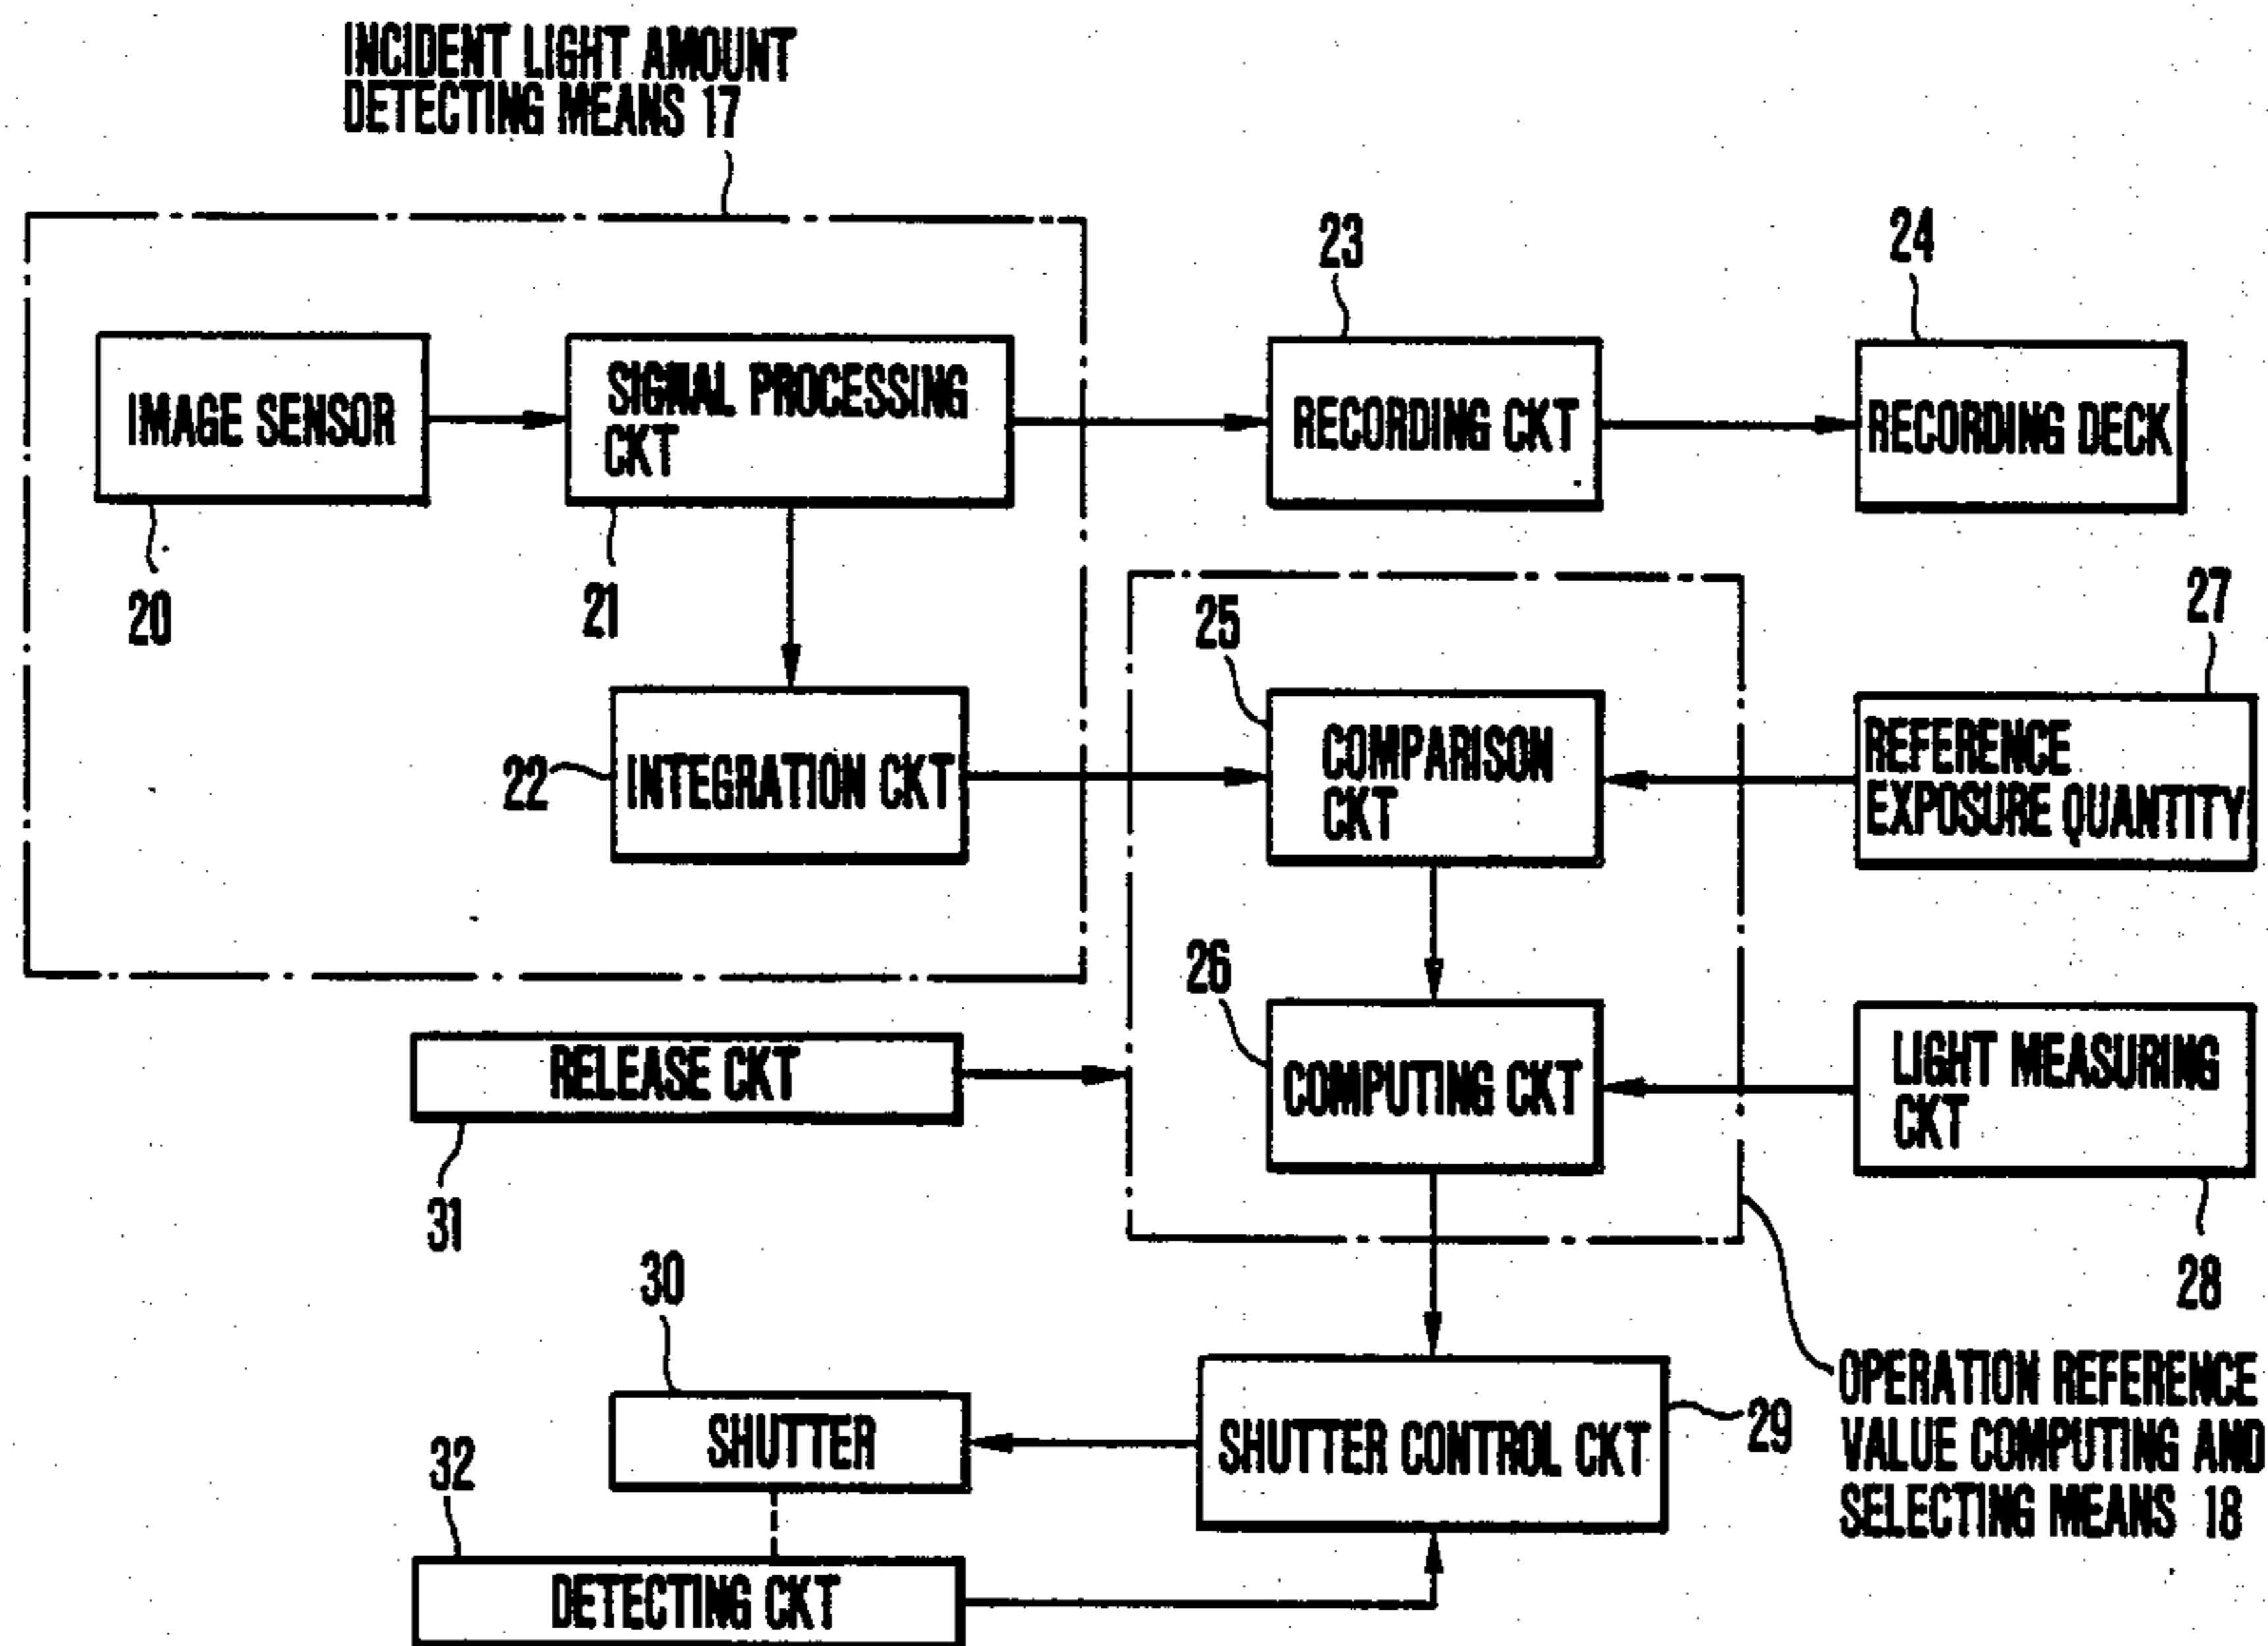 INCIDENT LIGHT AMOUNT
DETECTING MEANS 17
23
24
IMAGE SENSOR
SIGNAL PROCESSING
CKT
RECORDING CKT
RECORDING DECK
20
21
25
27
22
INTEGRATION CKT
COMPARISON
CKT
REFERENCE
EXPOSURE QUANTITY
26
RELEASE CKT
COMPUTING CKT
LIGHT MEASURING
CKT
31
30
28
SHUTTER
SHUTTER CONTROL CKT
29
OPERATION REFERENCE
VALUE COMPUTING AND
SELECTING MEANS 18
32
DETECTING CKT